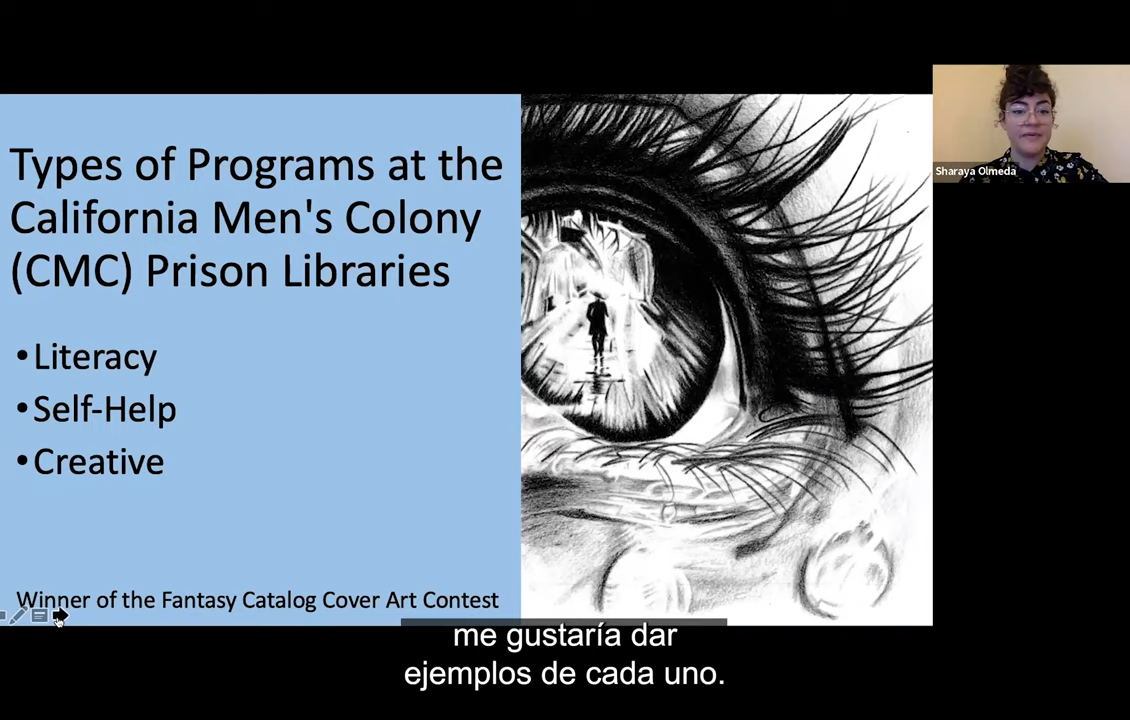 Types of Programs at the
California Men's Colony
(CMC) Prison Libraries
•Literacy
•Self-Help
•Creative
Winner of the Fantasy Catalog Cover Art Contest
Sharaya Olmeda
me gustaría dar
ejemplos de cada uno.